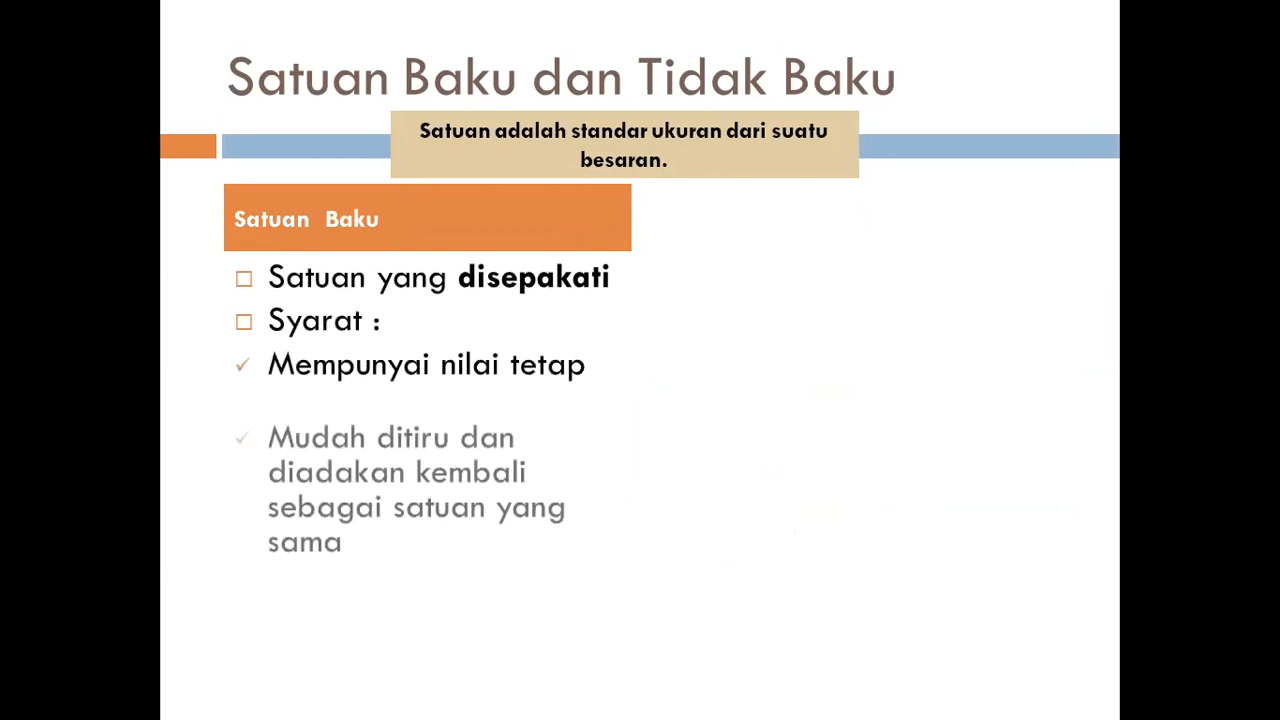 Satuan Baku dan Tidak Baku
Satuan adalah standar ukuran dari suatu
besaran.
Satuan Baku
Satuan yang disepakati
Syarat :
Mempunyai nilai tetap
Mudah ditiru dan
diadakan kembali
sebagai satuan yang
sama